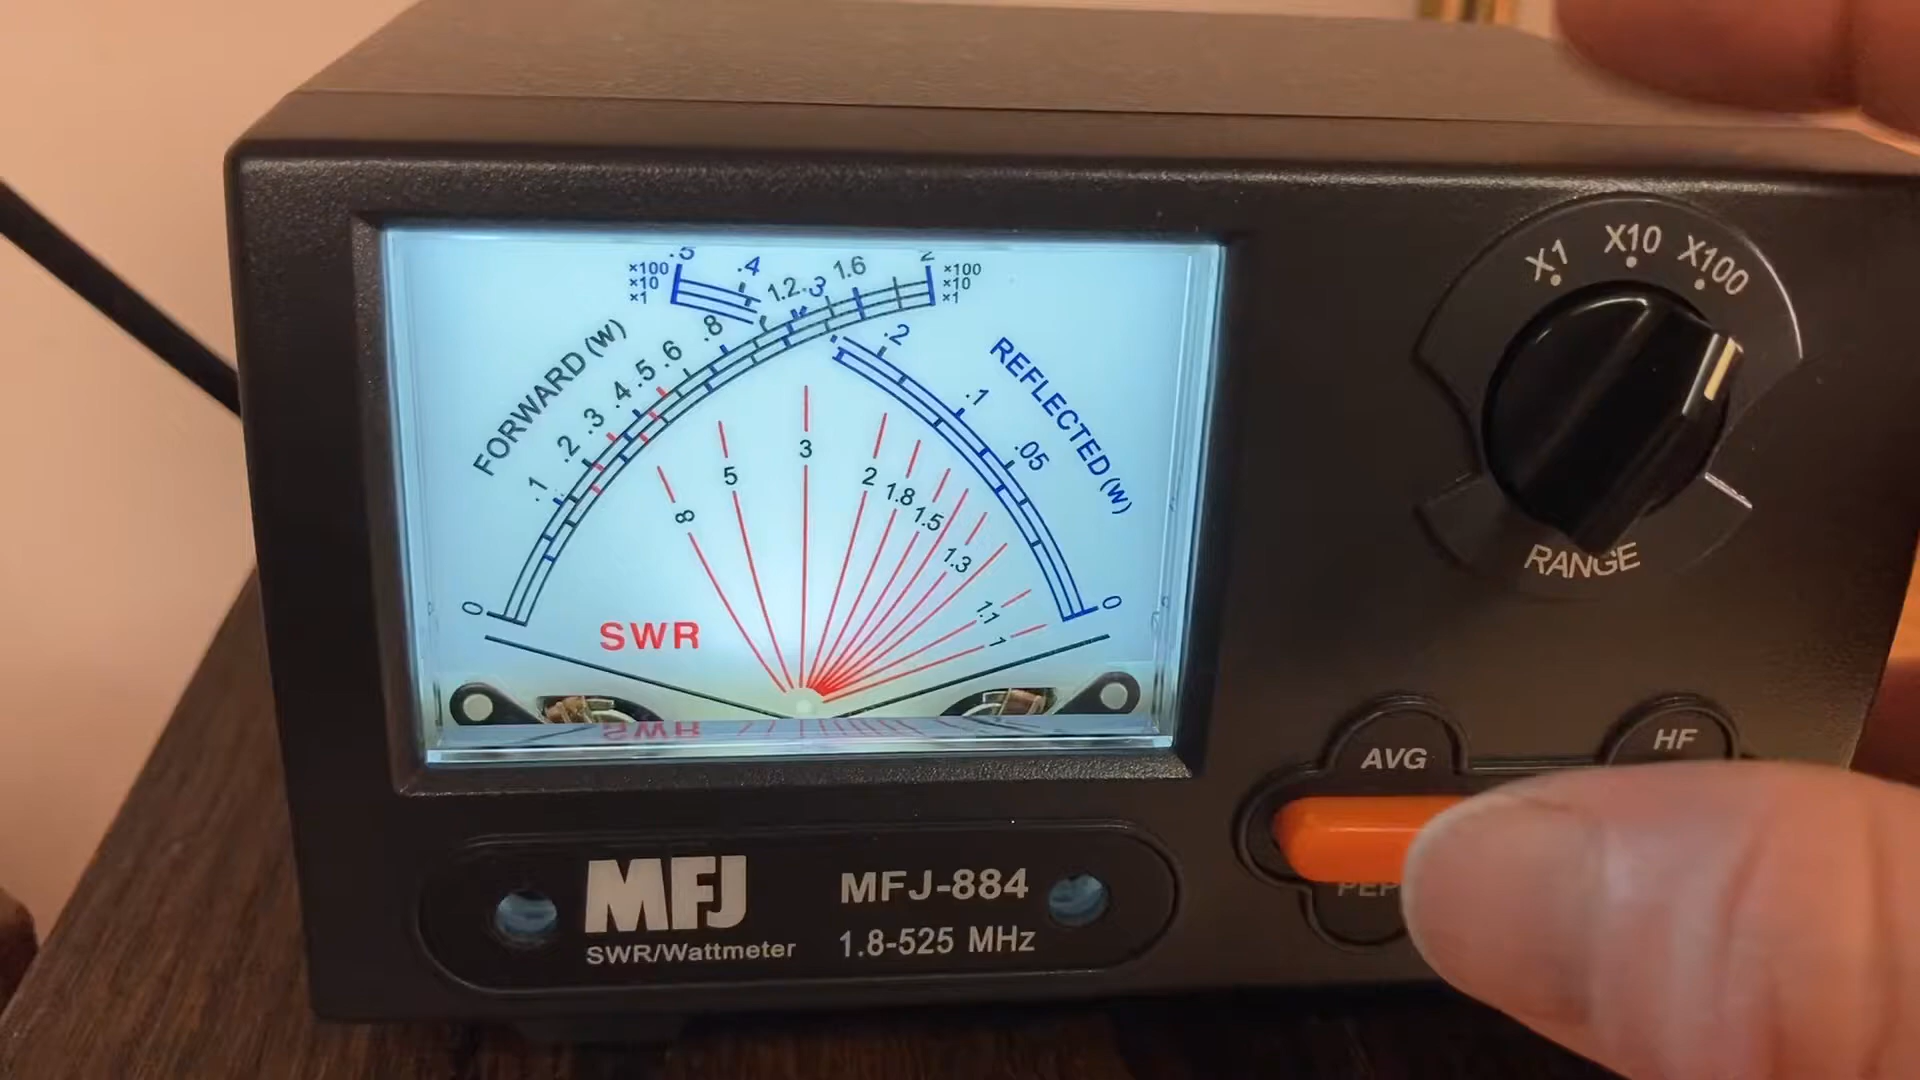 .5 .4 1.2 .3 1.6 2
×100 ×100
×10 ×10
×1 ×1
FORWARD (W)
0 .1 .2 .3 .4 .5 .6 .8
REFLECTED (W)
.2 .1 .05 0
8 5 3 2 1.8 1.5 1.3 1.1 1
SWR
X1 X10 X100
RANGE
AVG
HF
PEP
MFJ
SWR/Wattmeter
MFJ-884
1.8-525 MHz